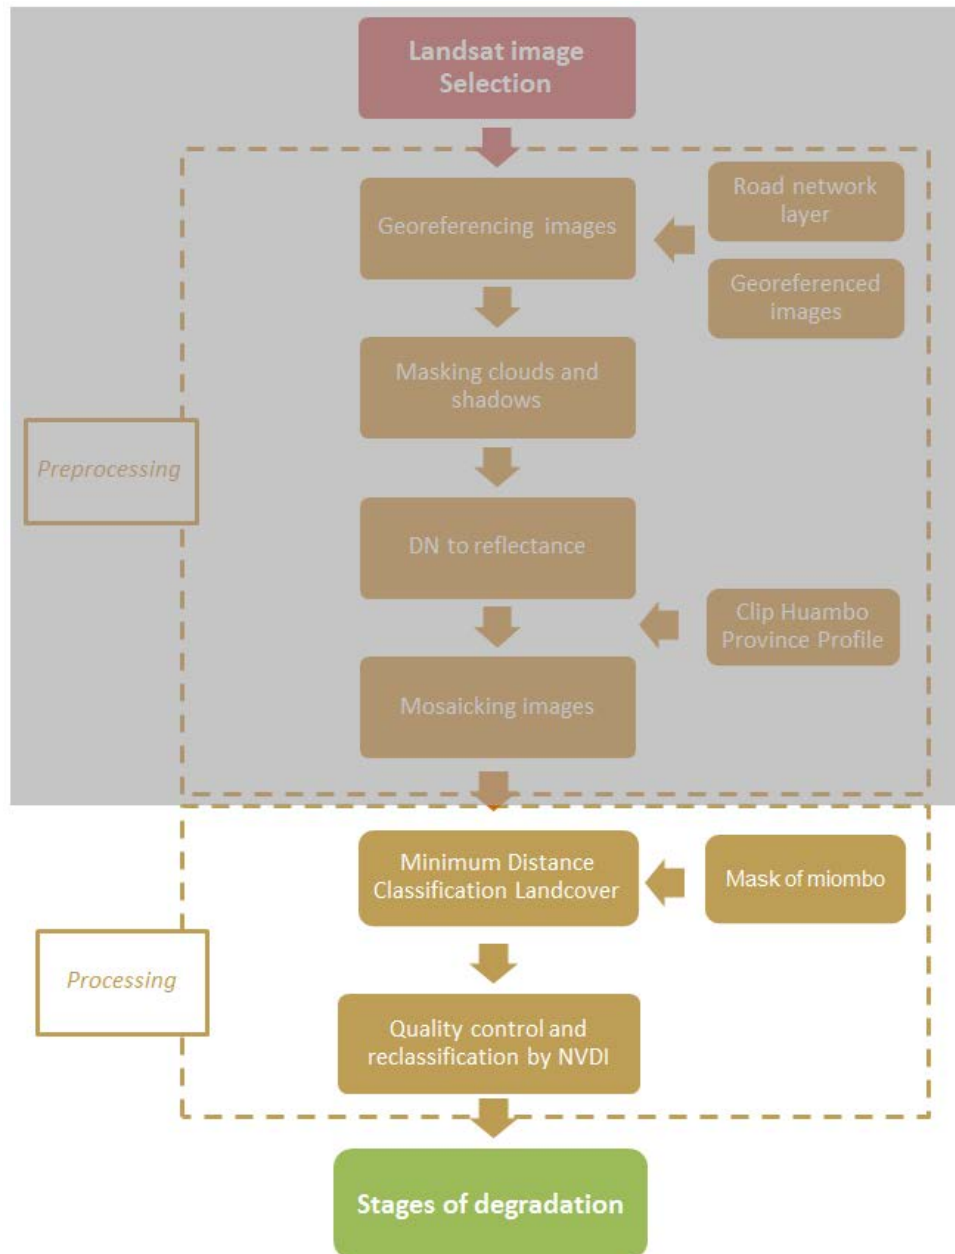 Landsat image
Selection
Georeferencing images
Road network
layer
Georeferenced
images
Masking clouds and
shadows
Preprocessing
DN to reflectance
Clip Huambo
Province Profile
Mosaicking images
Minimum Distance
Classification Landcover
Mask of miombo
Processing
Quality control and
reclassification by NVDI
Stages of degradation